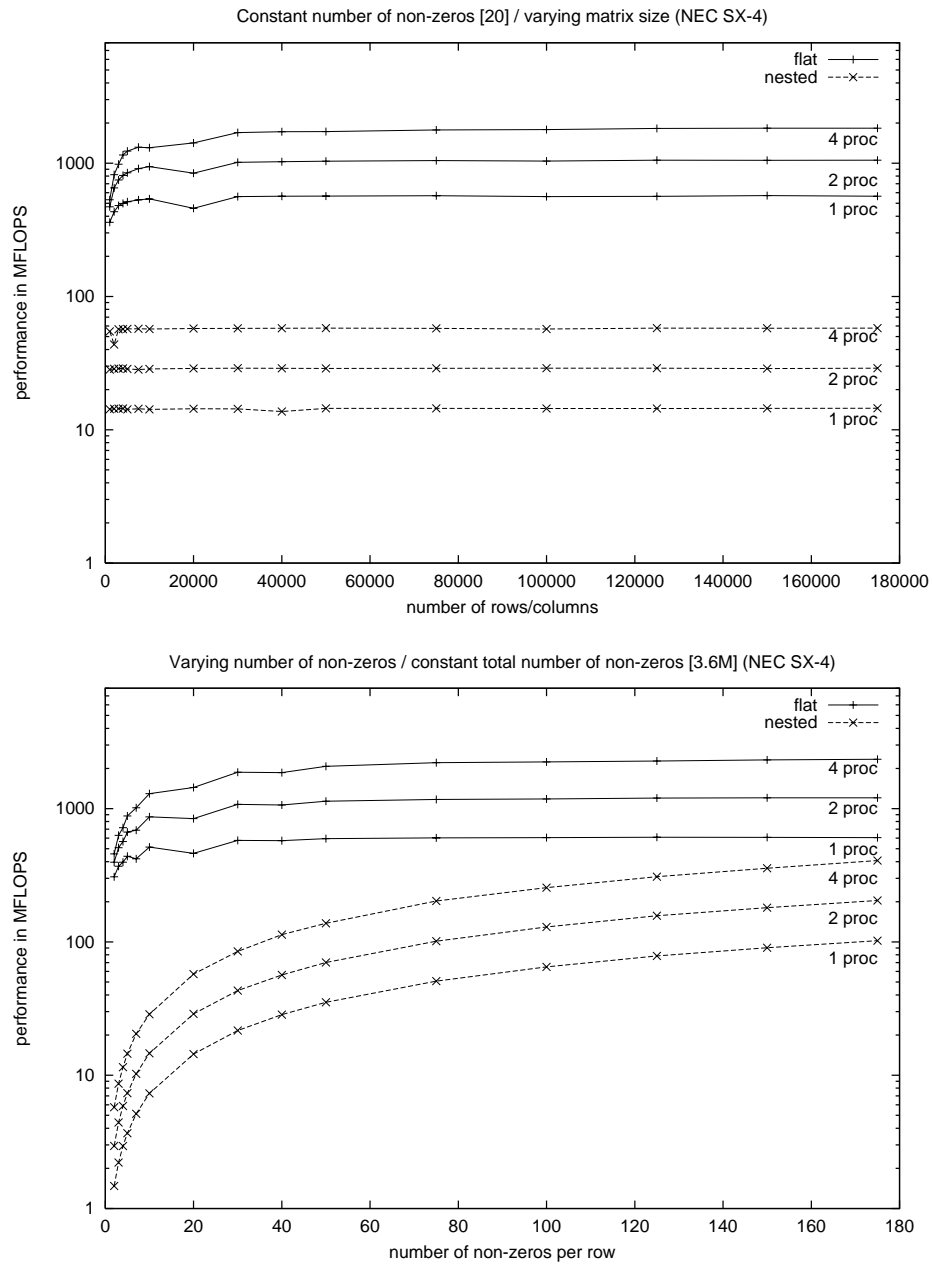 Constant number of non-zeros [20] / varying matrix size (NEC SX-4)
flat
nested
4 proc
2 proc
1 proc
4 proc
2 proc
1 proc
1000
100
10
1
performance in MFLOPS
0 20000 40000 60000 80000 100000 120000 140000 160000 180000
number of rows/columns
Varying number of non-zeros / constant total number of non-zeros [3.6M] (NEC SX-4)
flat
nested
4 proc
2 proc
1 proc
4 proc
2 proc
1 proc
1000
100
10
1
performance in MFLOPS
0 20 40 60 80 100 120 140 160 180
number of non-zeros per row